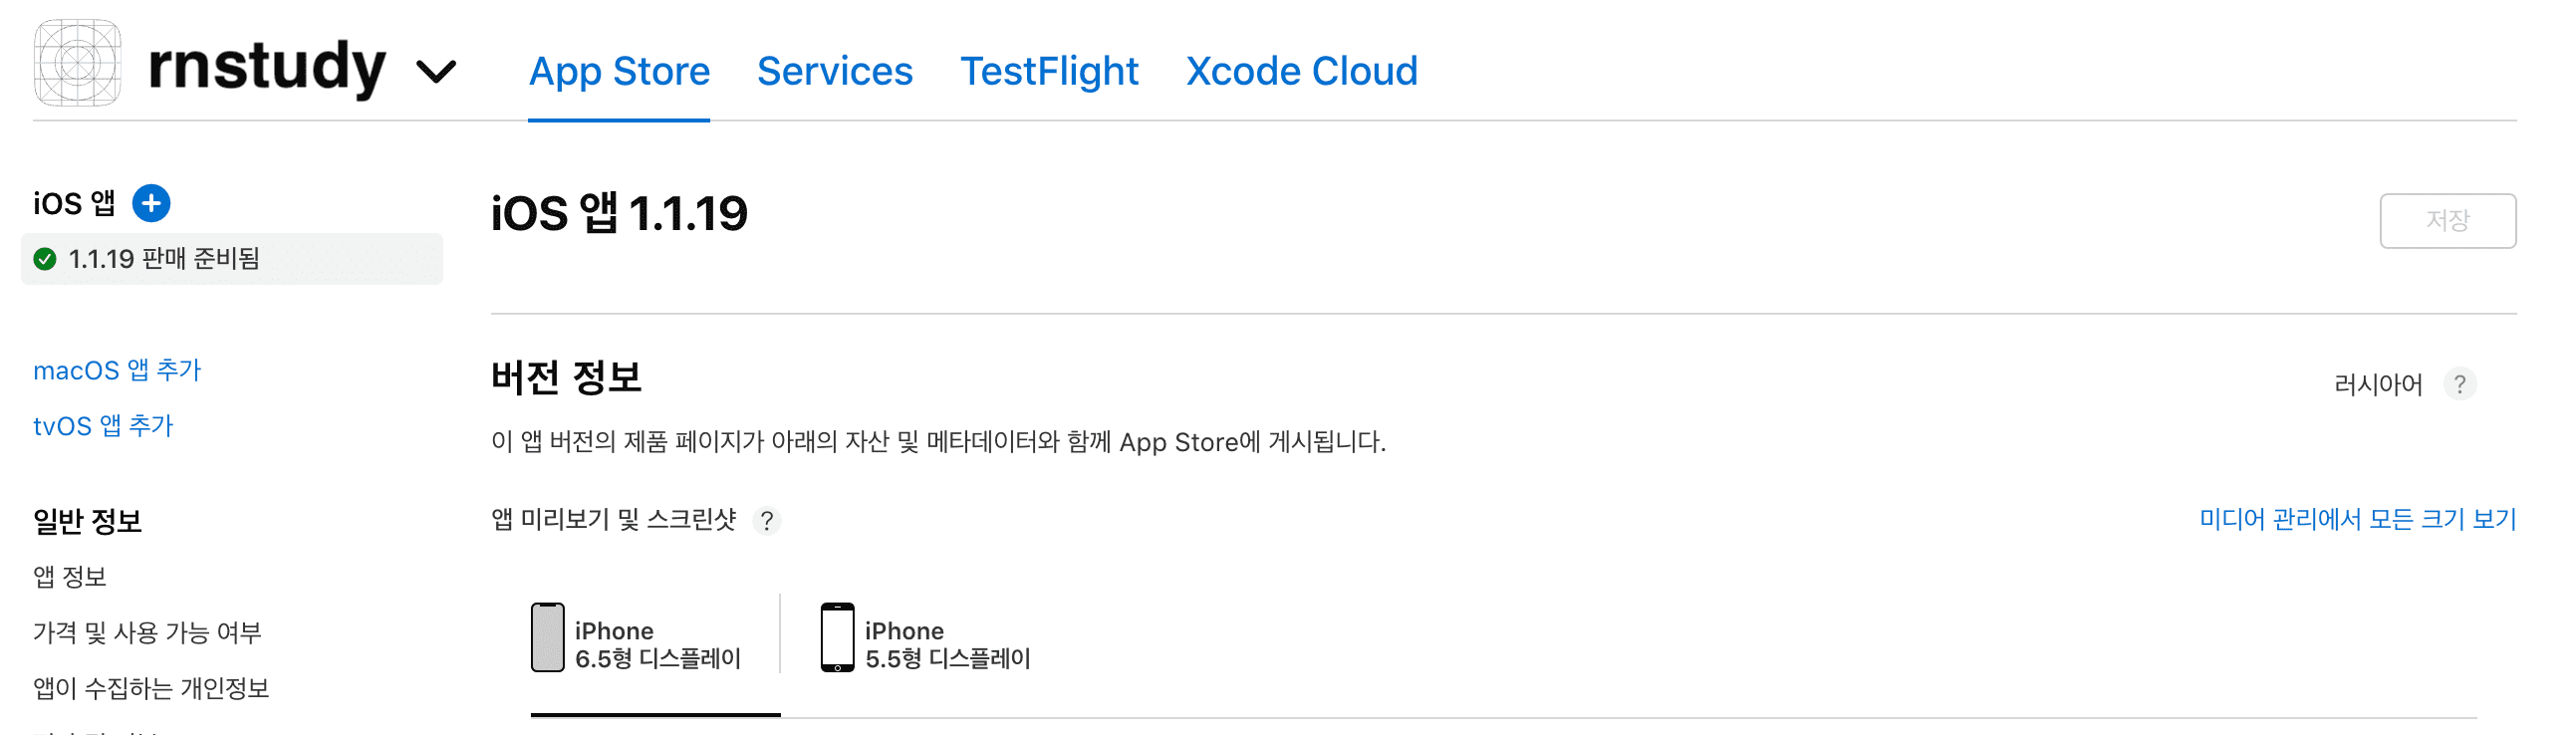 rnstudy
App Store
Services
TestFlight
Xcode Cloud
iOS 앱
1.1.19 판매 준비됨
macOS 앱 추가
tvOS 앱 추가
일반 정보
앱 정보
가격 및 사용 가능 여부
앱이 수집하는 개인정보
iOS 앱 1.1.19
저장
버전 정보
러시아어 ?
이 앱 버전의 제품 페이지가 아래의 자산 및 메타데이터와 함께 App Store에 게시됩니다.
앱 미리보기 및 스크린샷 ?
미디어 관리에서 모든 크기 보기
iPhone
6.5형 디스플레이
iPhone
5.5형 디스플레이